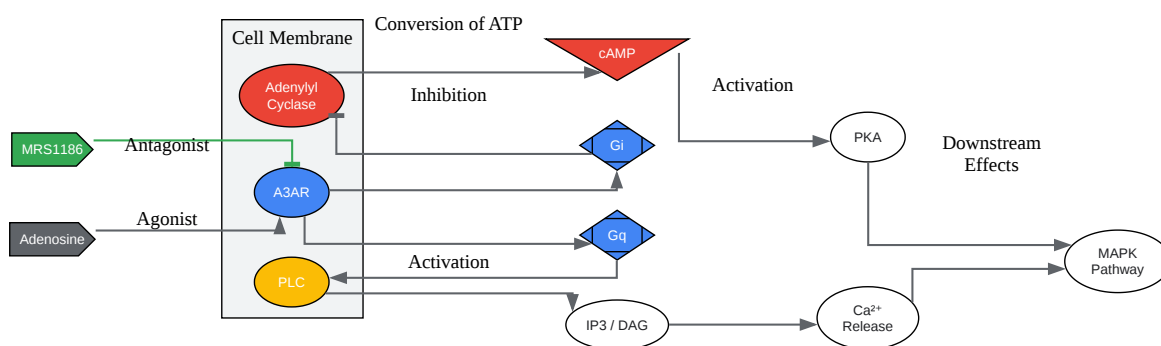 Conversion of ATP
Cell Membrane
cAMP
Adenylyl
Cyclase
Inhibition
Activation
MRS1186
Antagonist
Gi
PKA
Downstream
Effects
A3AR
Adenosine
Agonist
Gq
Activation
PLC
MAPK
Pathway
IP3 / DAG
Ca²⁺
Release